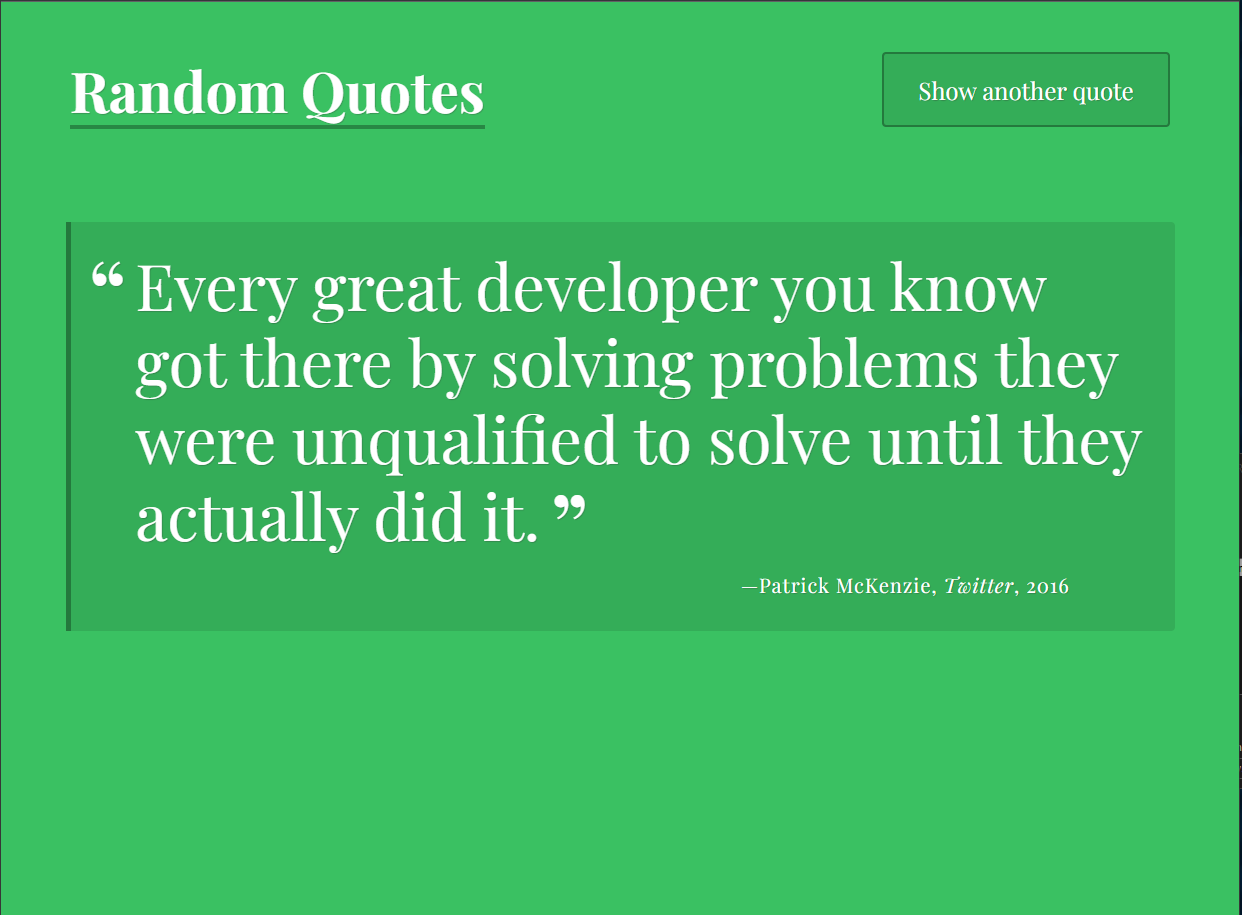 Random Quotes
Show another quote
“ Every great developer you know
got there by solving problems they
were unqualified to solve until they
actually did it. ”
—Patrick McKenzie, Twitter, 2016